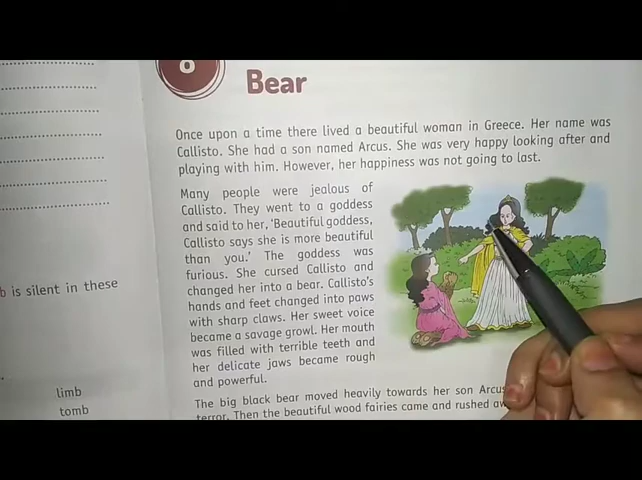 8
Bear
Once upon a time there lived a beautiful woman in Greece. Her name was
Callisto. She had a son named Arcus. She was very happy looking after and
playing with him. However, her happiness was not going to last.
Many people were jealous of
Callisto. They went to a goddess
and said to her, 'Beautiful goddess,
Callisto says she is more beautiful
than you.' The goddess was
furious. She cursed Callisto and
changed her into a bear. Callisto's
hands and feet changed into paws
with sharp claws. Her sweet voice
became a savage growl. Her mouth
was filled with terrible teeth and
her delicate jaws became rough
and powerful.
The big black bear moved heavily towards her son Arcus
terror. Then the beautiful wood fairies came and rushed
b is silent in these
limb
tomb